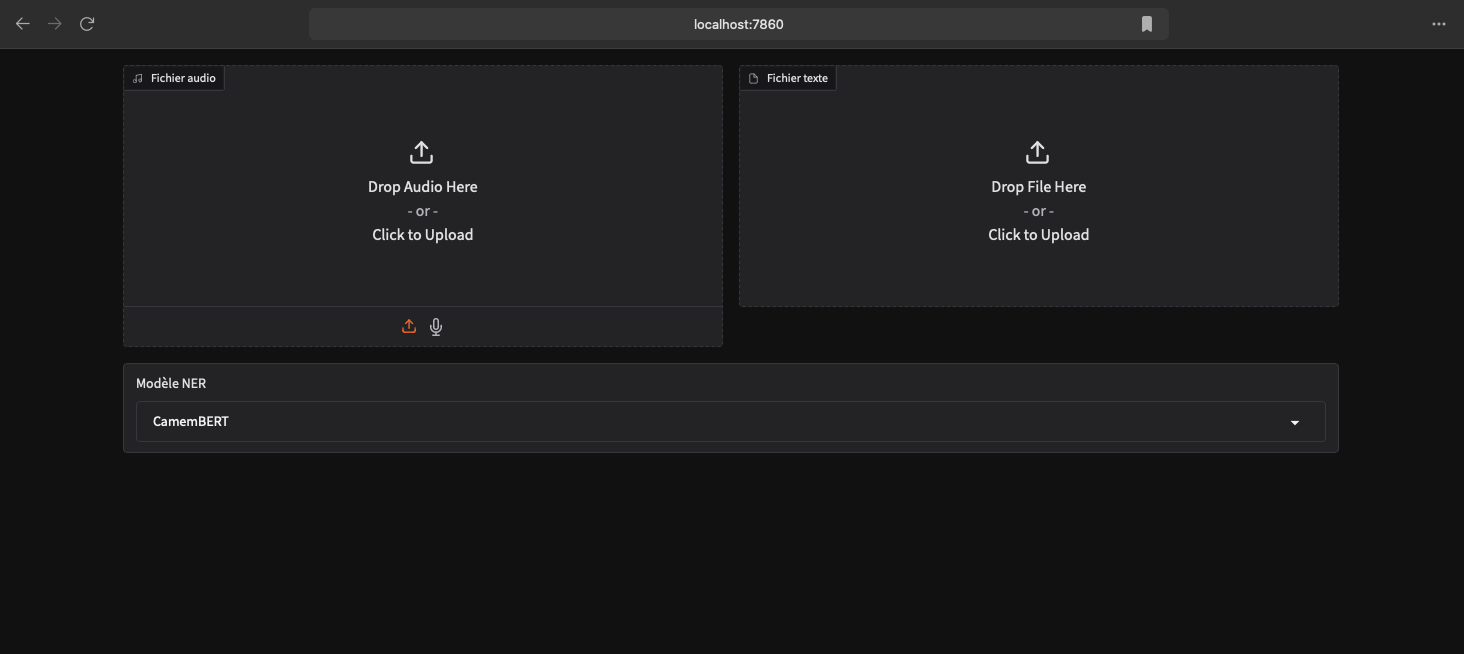 localhost:7860
Fichier audio
Drop Audio Here
- or -
Click to Upload
Fichier texte
Drop File Here
- or -
Click to Upload
Modèle NER
CamemBERT